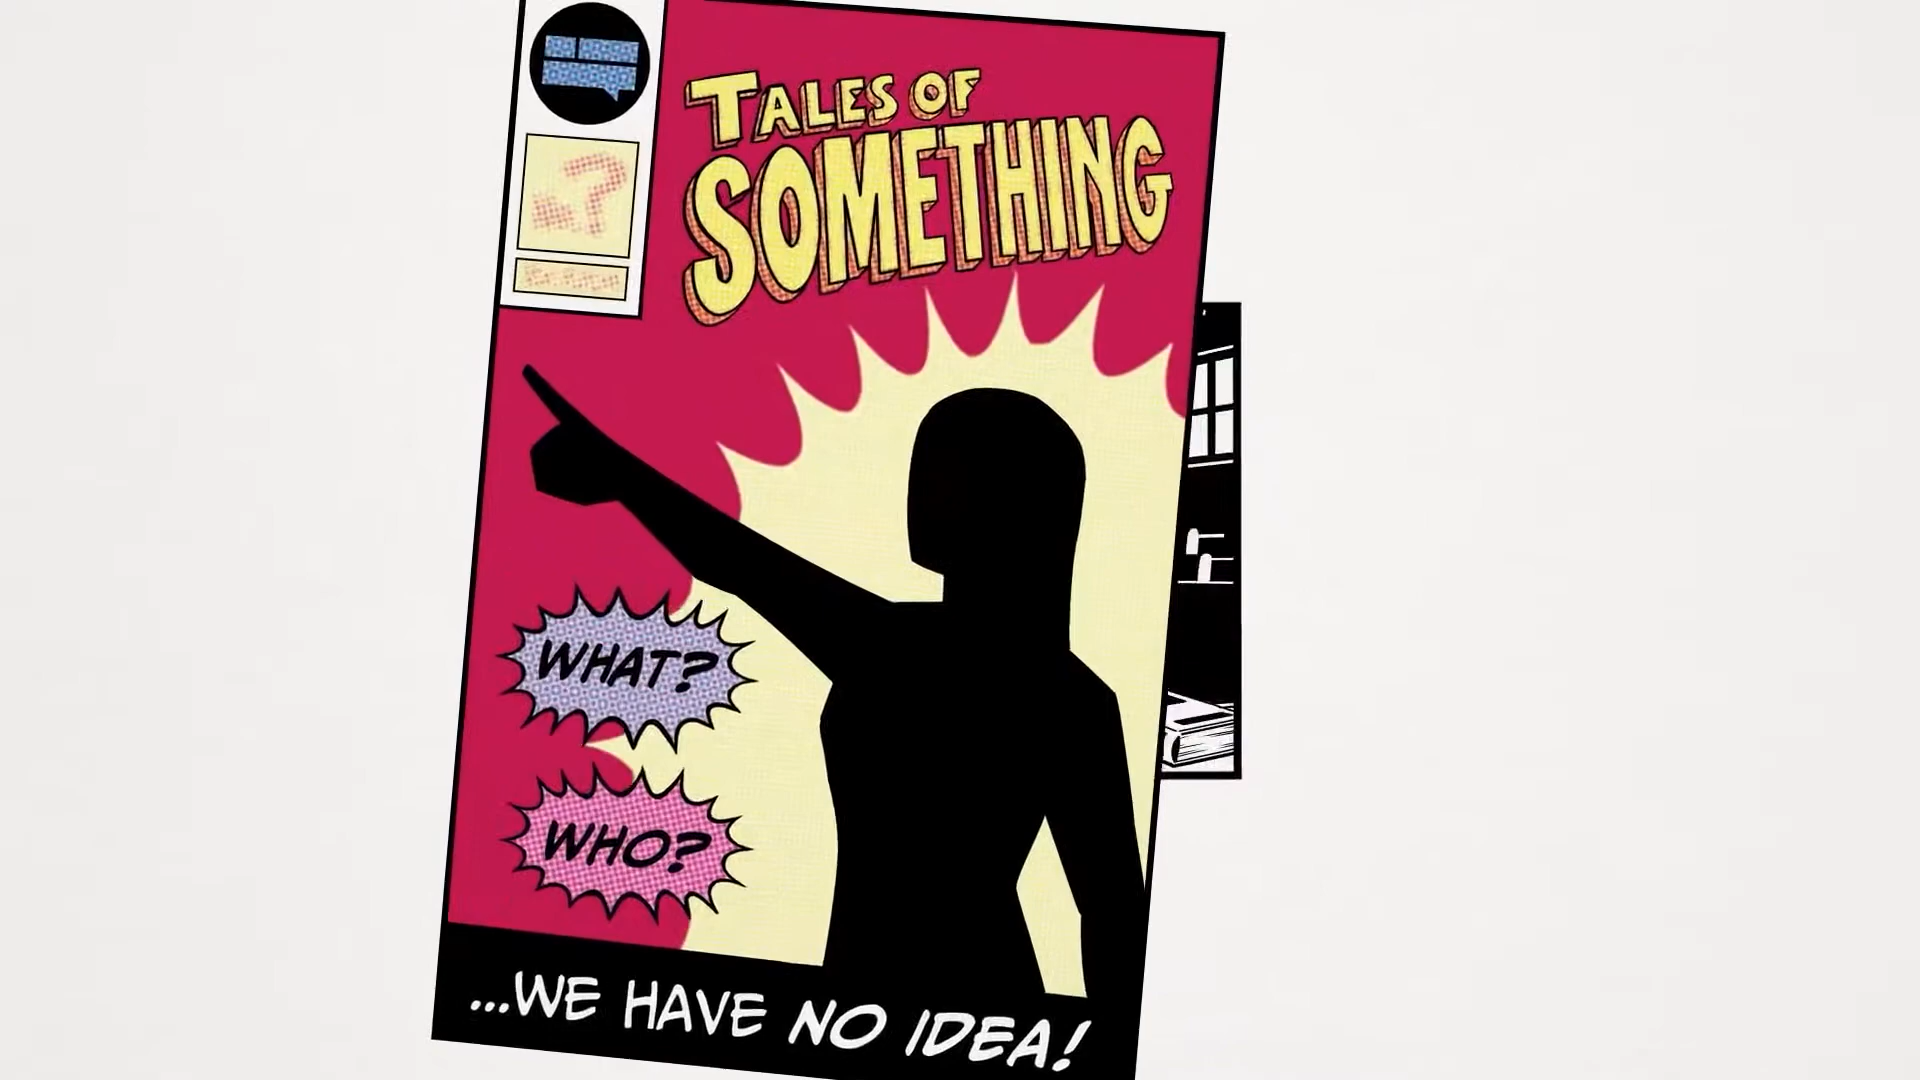 ?
TALES OF
SOMETHING
WHAT?
WHO?
...WE HAVE NO IDEA!